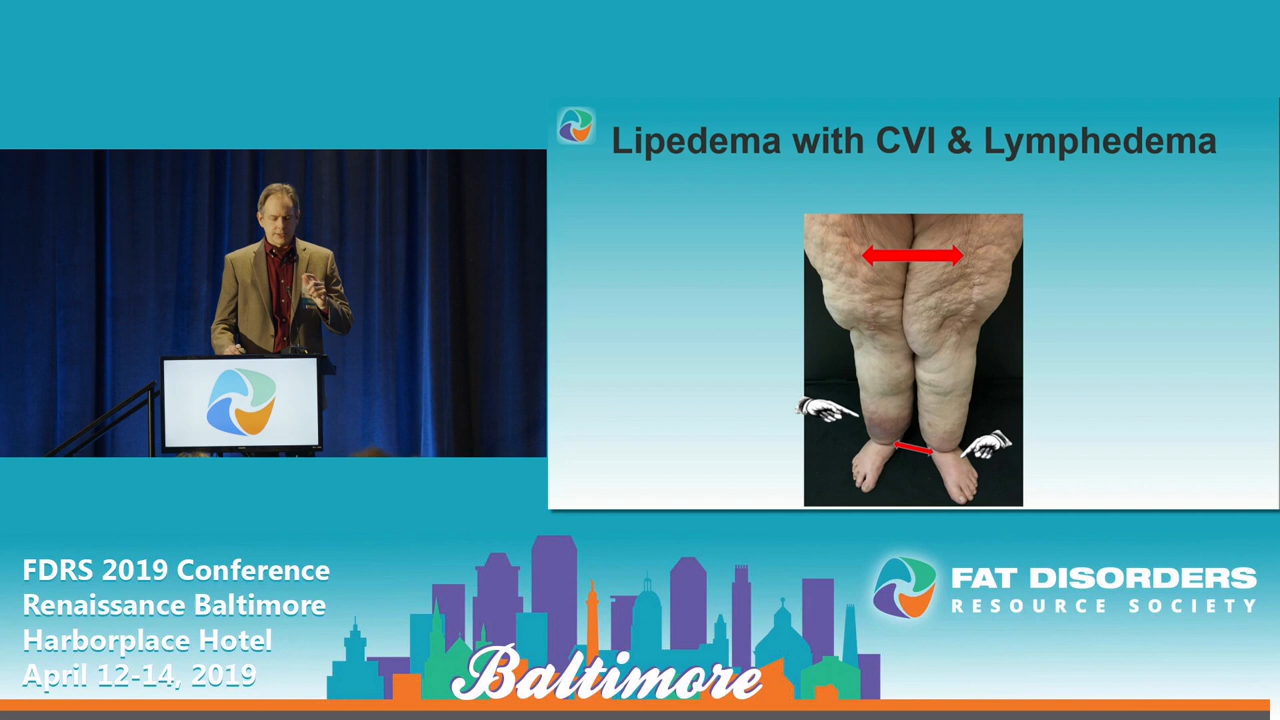 Lipedema with CVI & Lymphedema
FDRS 2019 Conference
Renaissance Baltimore
Harborplace Hotel
April 12-14, 2019
Baltimore
FAT DISORDERS
RESOURCE SOCIETY